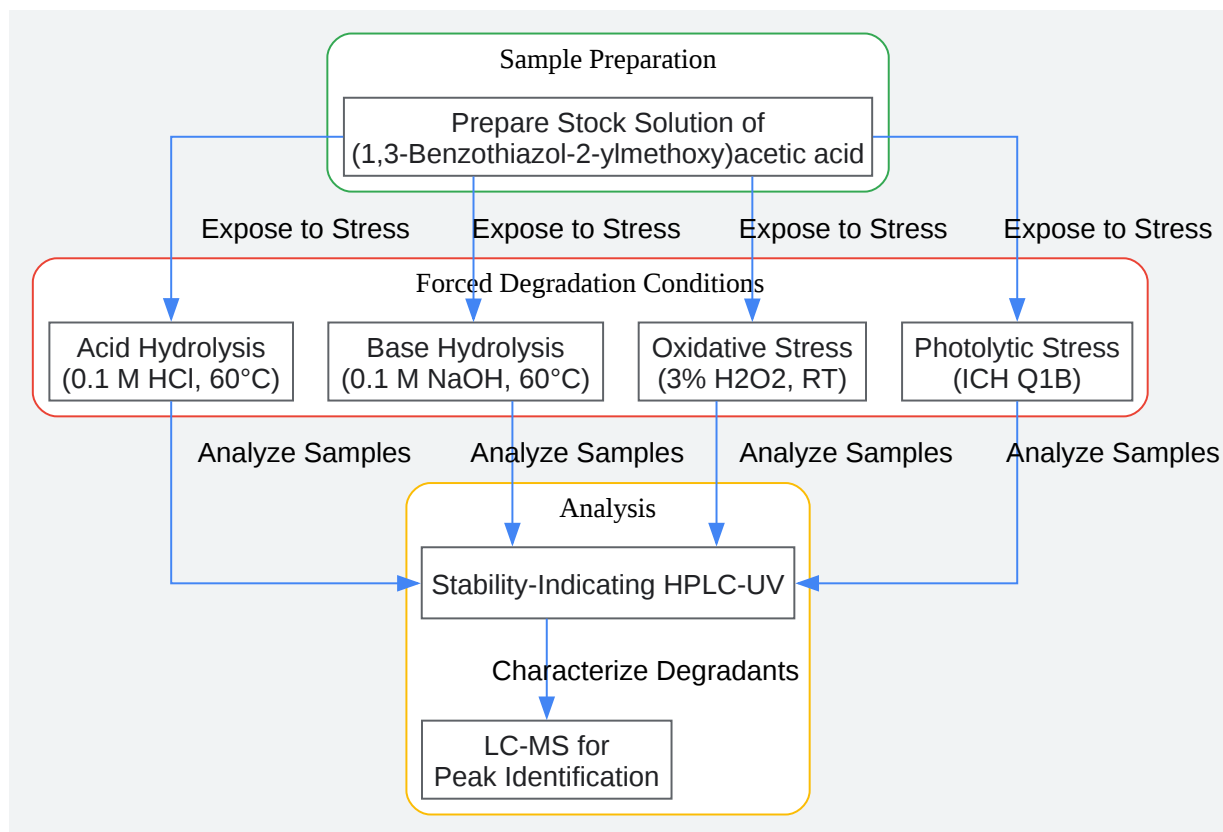 Sample Preparation
Prepare Stock Solution of
(1,3-Benzothiazol-2-ylmethoxy)acetic acid
Expose to Stress
Expose to Stress
Expose to Stress
Expose to Stress
Forced Degradation Conditions
Acid Hydrolysis
(0.1 M HCl, 60°C)
Base Hydrolysis
(0.1 M NaOH, 60°C)
Oxidative Stress
(3% H2O2, RT)
Photolytic Stress
(ICH Q1B)
Analyze Samples
Analyze Samples
Analyze Samples
Analyze Samples
Analysis
Stability-Indicating HPLC-UV
Characterize Degradants
LC-MS for
Peak Identification